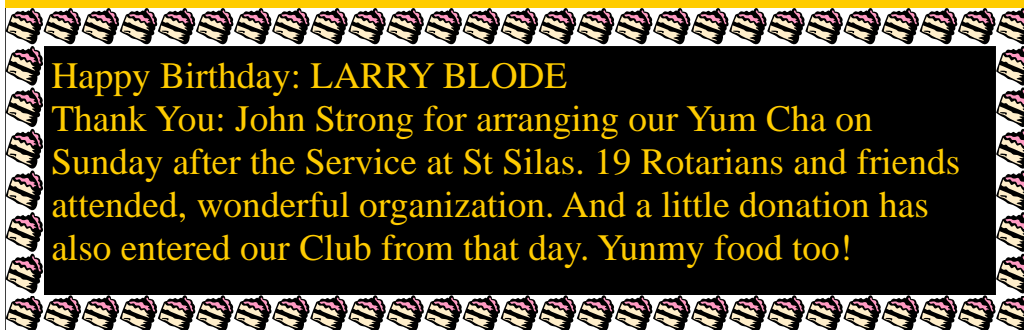 Happy Birthday: LARRY BLODE
Thank You: John Strong for arranging our Yum Cha on
Sunday after the Service at St Silas. 19 Rotarians and friends
attended, wonderful organization. And a little donation has
also entered our Club from that day. Yunmy food too!